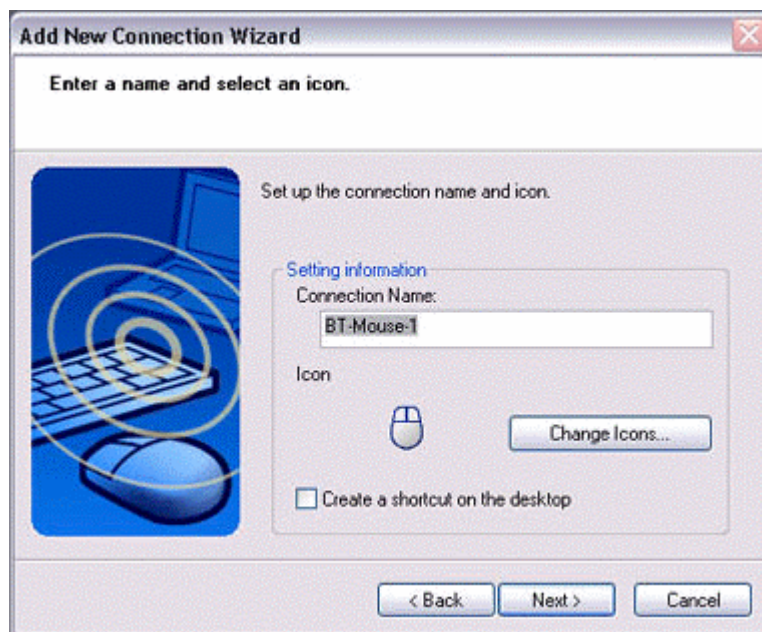 Add New Connection Wizard
Enter a name and select an icon.
Set up the connection name and icon.
Setting information
Connection Name:
BT-Mouse-1
Icon
Change Icons...
Create a shortcut on the desktop
< Back Next > Cancel